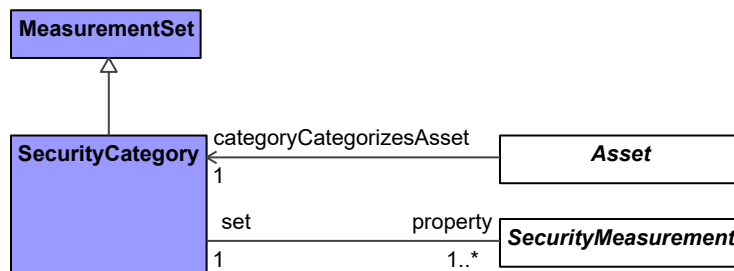 MeasurementSet
SecurityCategory
categoryCategorizesAsset
1
Asset
set
property
1
1..*
SecurityMeasurement